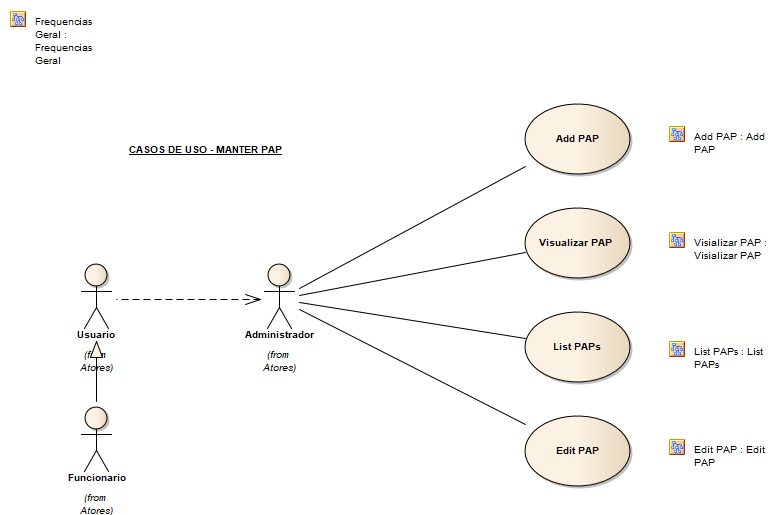 Frequencias
Geral :
Frequencias
Geral
CASOS DE USO - MANTER PAP
Add PAP
Add PAP : Add
PAP
Visualizar PAP
Visializar PAP :
Visializar PAP
Usuario
(from
Atores)
Administrador
(from
Atores)
List PAPs
List PAPs : List
PAPs
Edit PAP
Edit PAP : Edit
PAP
Funcionario
(from
Atores)